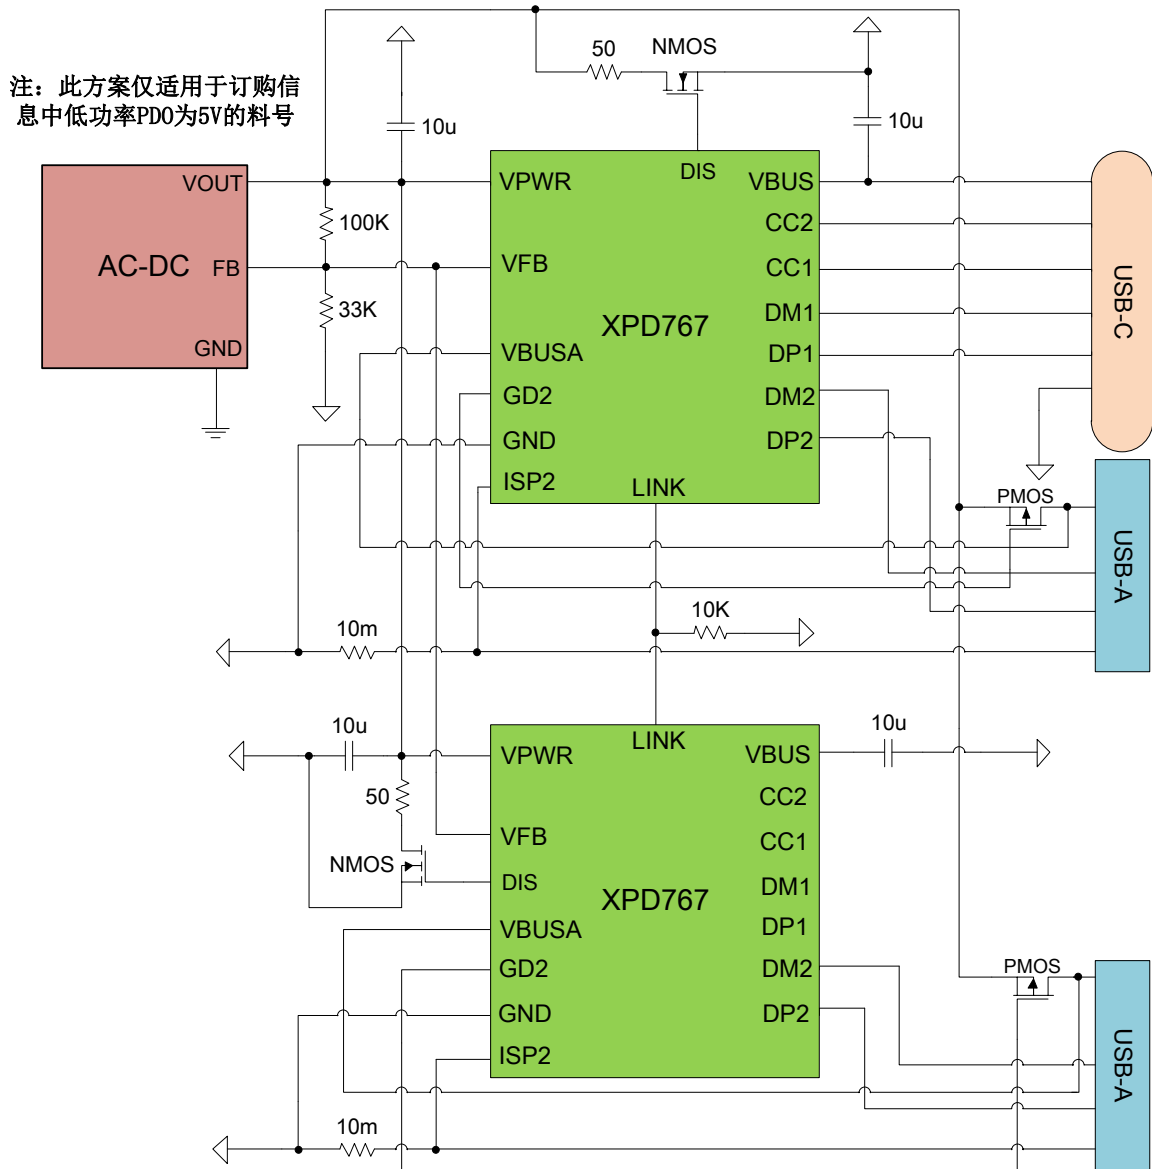 50
NMOS
注：此方案仅适用于订购信
息中低功率PDO为5V的料号
10u
10u
DIS
VOUT
VPWR
VBUS
100K
CC2
AC-DC
FB
VFB
CC1
33K
XPD767
DM1
USB-C
GND
VBUSA
DP1
GD2
DM2
GND
DP2
ISP2
LINK
PMOS
USB-A
10K
10m
10u
LINK
10u
VPWR
VBUS
50
CC2
VFB
CC1
NMOS
DIS
DM1
XPD767
VBUSA
DP1
GD2
DM2
PMOS
GND
DP2
ISP2
USB-A
10m